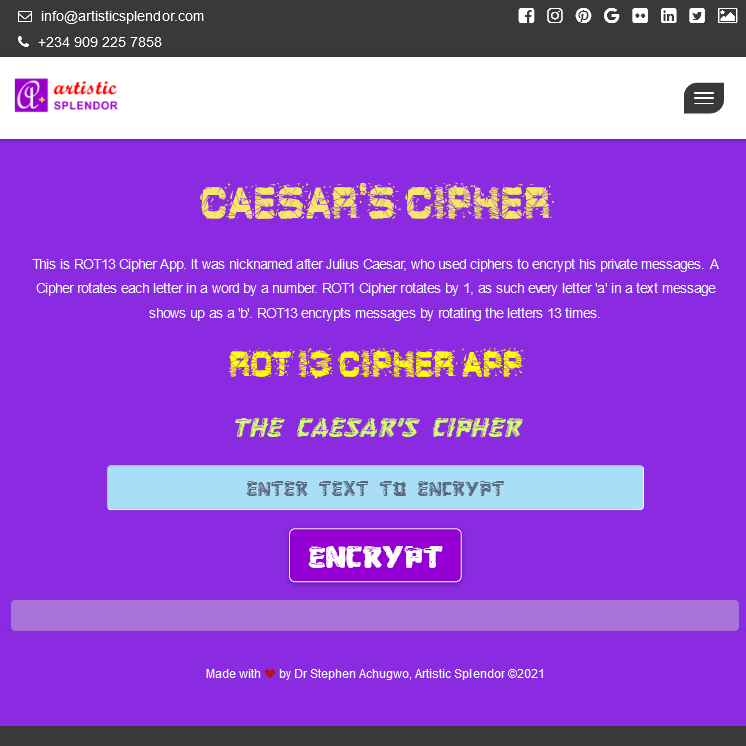 info@artisticsplendor.com
+234 909 225 7858
artistic
SPLENDOR
CAESAR'S CIPHER
This is ROT13 Cipher App. It was nicknamed after Julius Caesar, who used ciphers to encrypt his private messages. A
Cipher rotates each letter in a word by a number. ROT1 Cipher rotates by 1, as such every letter 'a' in a text message
shows up as a 'b'. ROT13 encrypts messages by rotating the letters 13 times.
ROT 13 CIPHER APP
THE CAESAR'S CIPHER
ENTER TEXT TO ENCRYPT
ENCRYPT
Made with ❤ by Dr Stephen Achugwo, Artistic Splendor ©2021